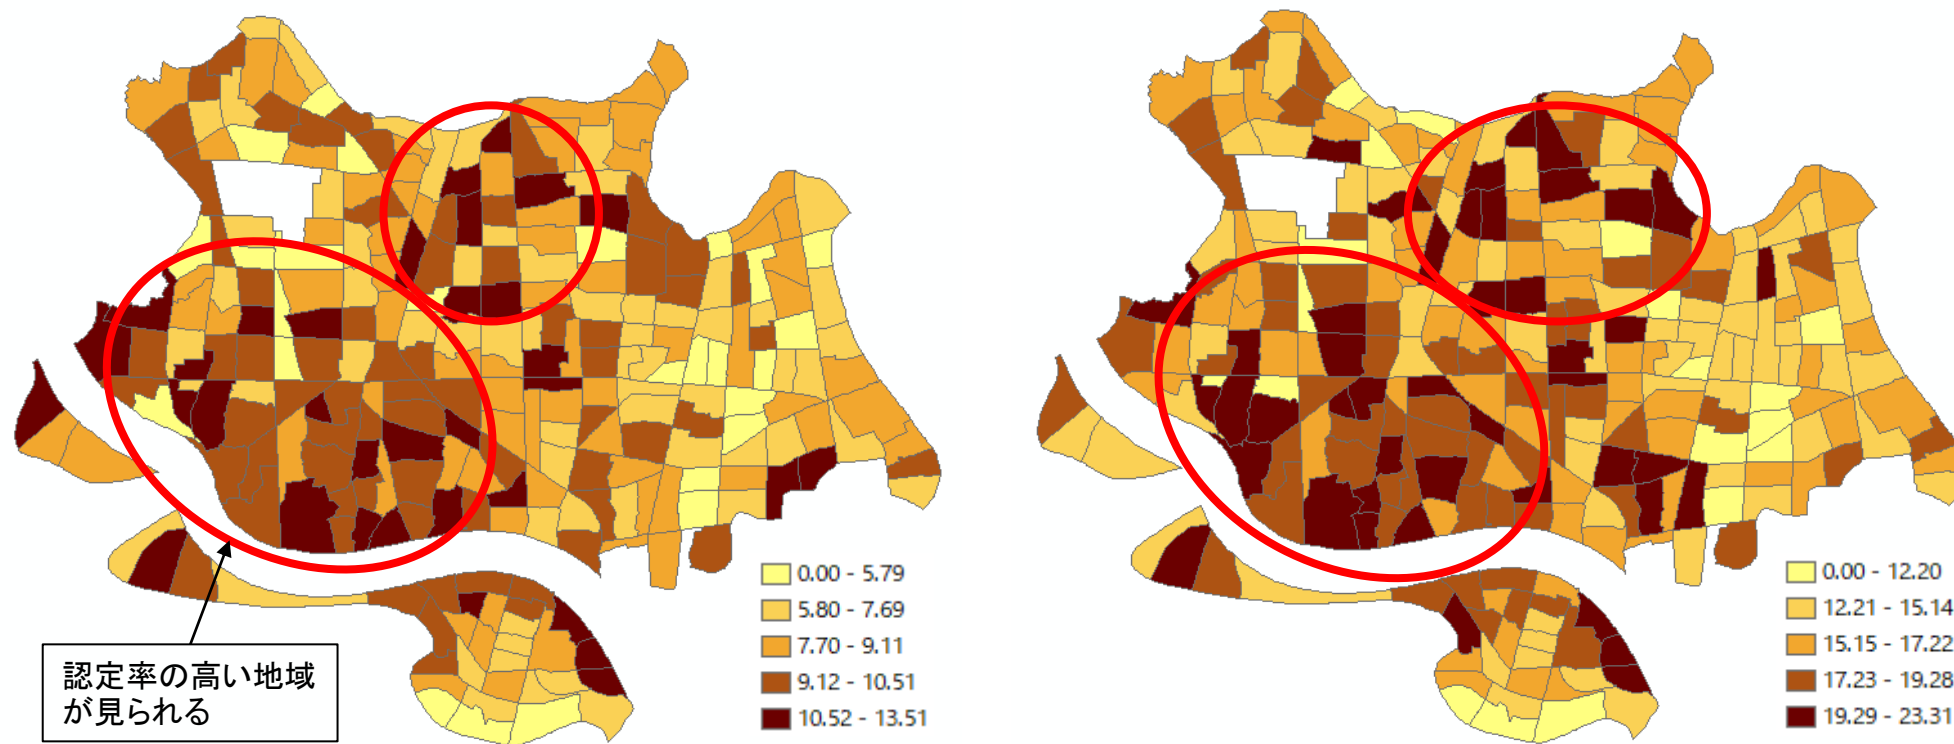 0.00 - 5.79
5.80 - 7.69
7.70 - 9.11
9.12 - 10.51
10.52 - 13.51
認定率の高い地域
が見られる
0.00 - 12.20
12.21 - 15.14
15.15 - 17.22
17.23 - 19.28
19.29 - 23.31